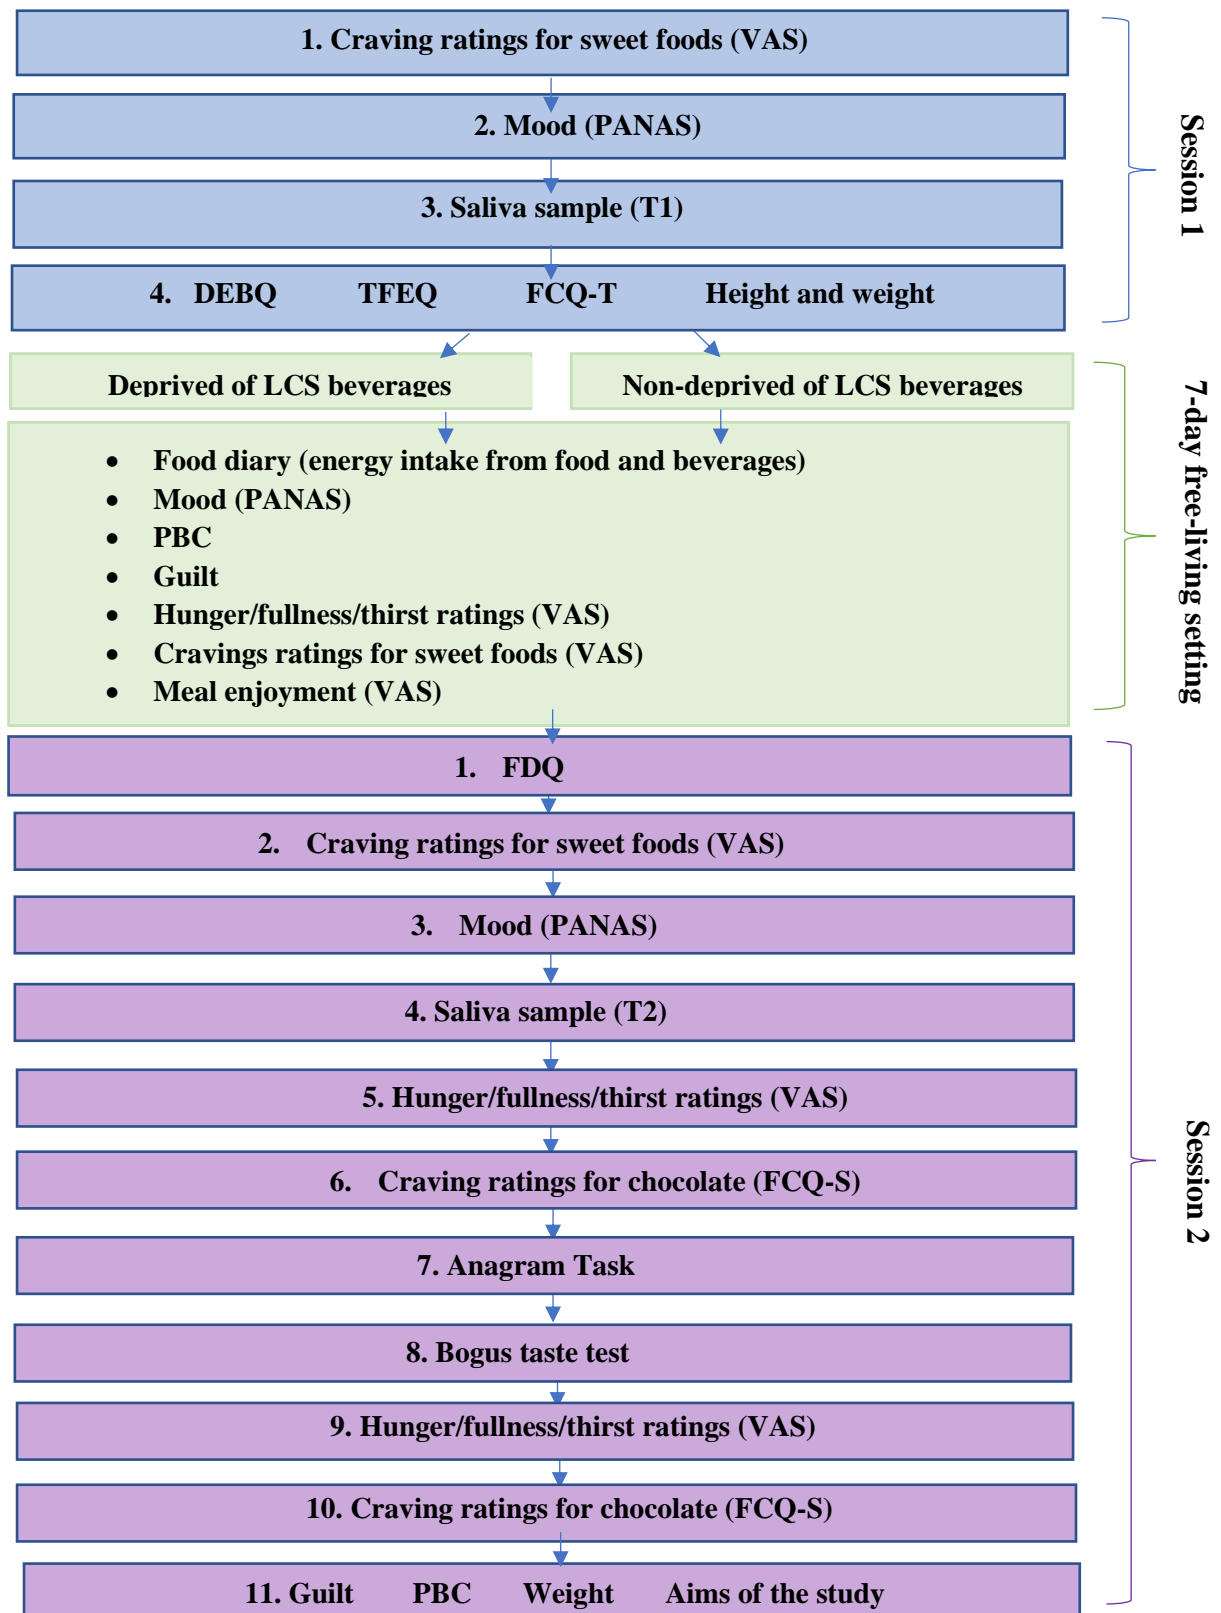 1. Craving ratings for sweet foods (VAS)
2. Mood (PANAS)
3. Saliva sample (T1)
4. DEBQ TFEQ FCQ-T Height and weight
Session 1
Deprived of LCS beverages
Non-deprived of LCS beverages
• Food diary (energy intake from food and beverages)
• Mood (PANAS)
• PBC
• Guilt
• Hunger/fullness/thirst ratings (VAS)
• Cravings ratings for sweet foods (VAS)
• Meal enjoyment (VAS)
7-day free-living setting
1. FDQ
2. Craving ratings for sweet foods (VAS)
3. Mood (PANAS)
4. Saliva sample (T2)
5. Hunger/fullness/thirst ratings (VAS)
6. Craving ratings for chocolate (FCQ-S)
7. Anagram Task
8. Bogus taste test
9. Hunger/fullness/thirst ratings (VAS)
10. Craving ratings for chocolate (FCQ-S)
11. Guilt PBC Weight Aims of the study
Session 2